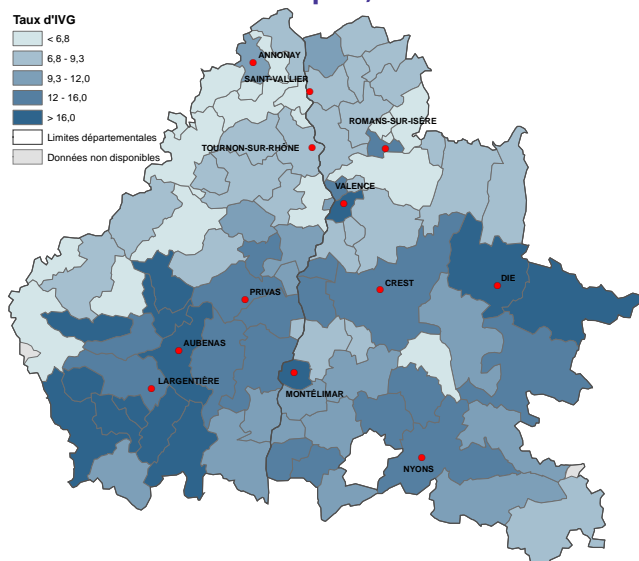 Taux d'IVG
< 6,8
6,8 - 9,3
9,3 - 12,0
12 - 16,0
> 16,0
Limites départementales
Données non disponibles
ANNONAY
SAINT-VALLIER
ROMANS-SUR-ISÈRE
TOURNON-SUR-RHÔNE
VALENCE
DIE
CREST
PRIVAS
AUBENAS
LARGENTIÈRE
MONTÉLIMAR
NYONS